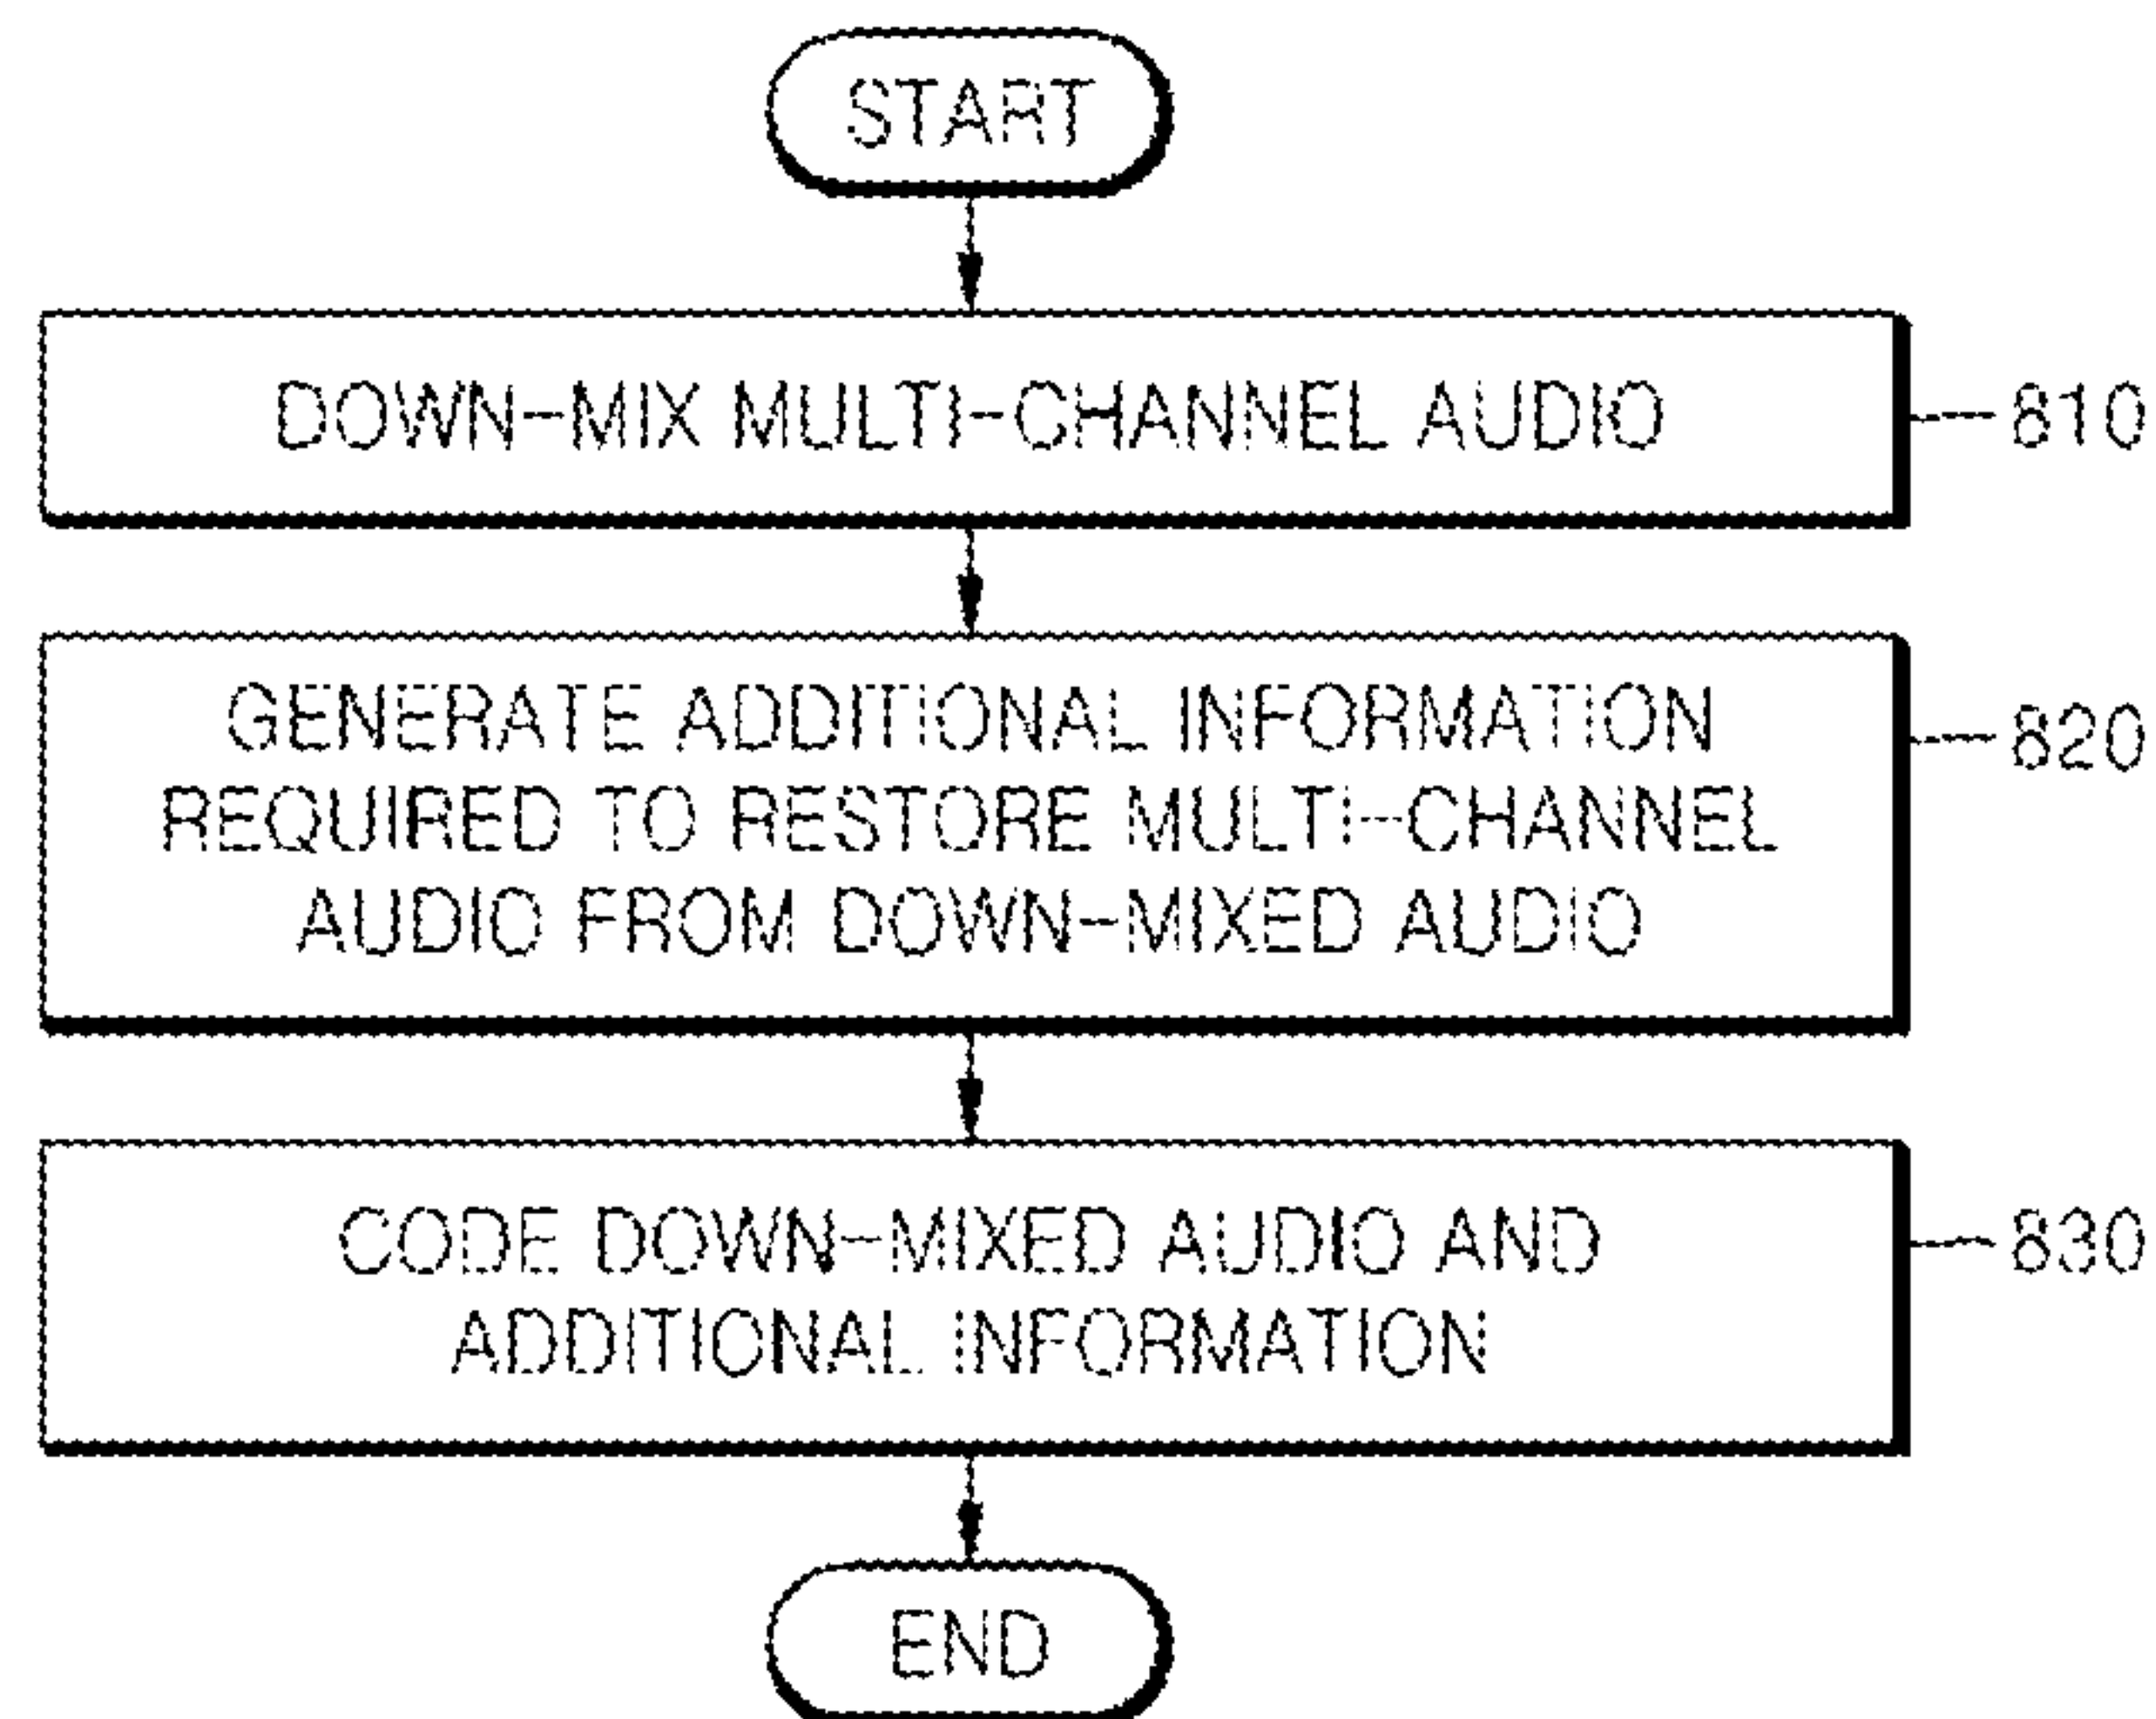 START
DOWN-MIX MULTI-CHANNEL AUDIO
810
GENERATE ADDITIONAL INFORMATION
820
REQUIRED TO RESTORE MULTI-CHANNEL
AUDIO FROM DOWN-MIXED AUDIO
CODE DOWN-MIXED AUDIO AND
830
ADDITIONAL INFORMATION
END